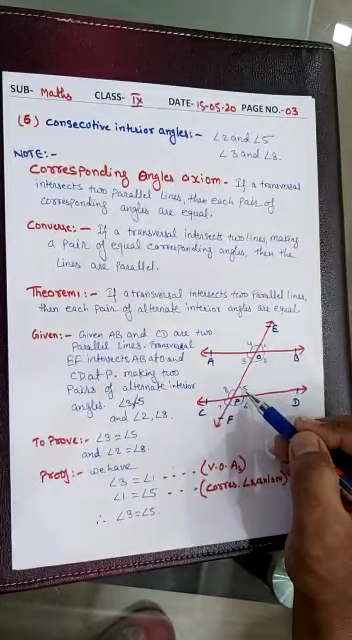 SUB- Maths CLASS- IX DATE- 15-05-20 PAGE NO.- 03
(6) Consecutive interior angles:- ∠2 and ∠5
∠3 and ∠8.
NOTE:-
Corresponding Angles axiom - If a transversal
intersects two parallel lines, then each pair of
corresponding angles are equal.
Converse:- If a transversal intersects two lines, making
a pair of equal corresponding angles, then the
lines are parallel.
Theorem 1:- If a transversal intersects two parallel lines,
then each pair of alternate interior angles are equal.
Given:- Given AB and CD are two
parallel lines. Transversal
EF intersects AB at O and
CD at P. making two
pairs of alternate interior
angles. ∠3,5
and ∠2,∠8.
E
A
O
B
C
P
D
F
To Prove:- ∠3=∠5
and ∠2=∠8.
Proof:- we have
∠3=∠1 .... (V.O.A,)
∠1=∠5 ... (corres. ∠s axiom)
∴ ∠3=∠5.